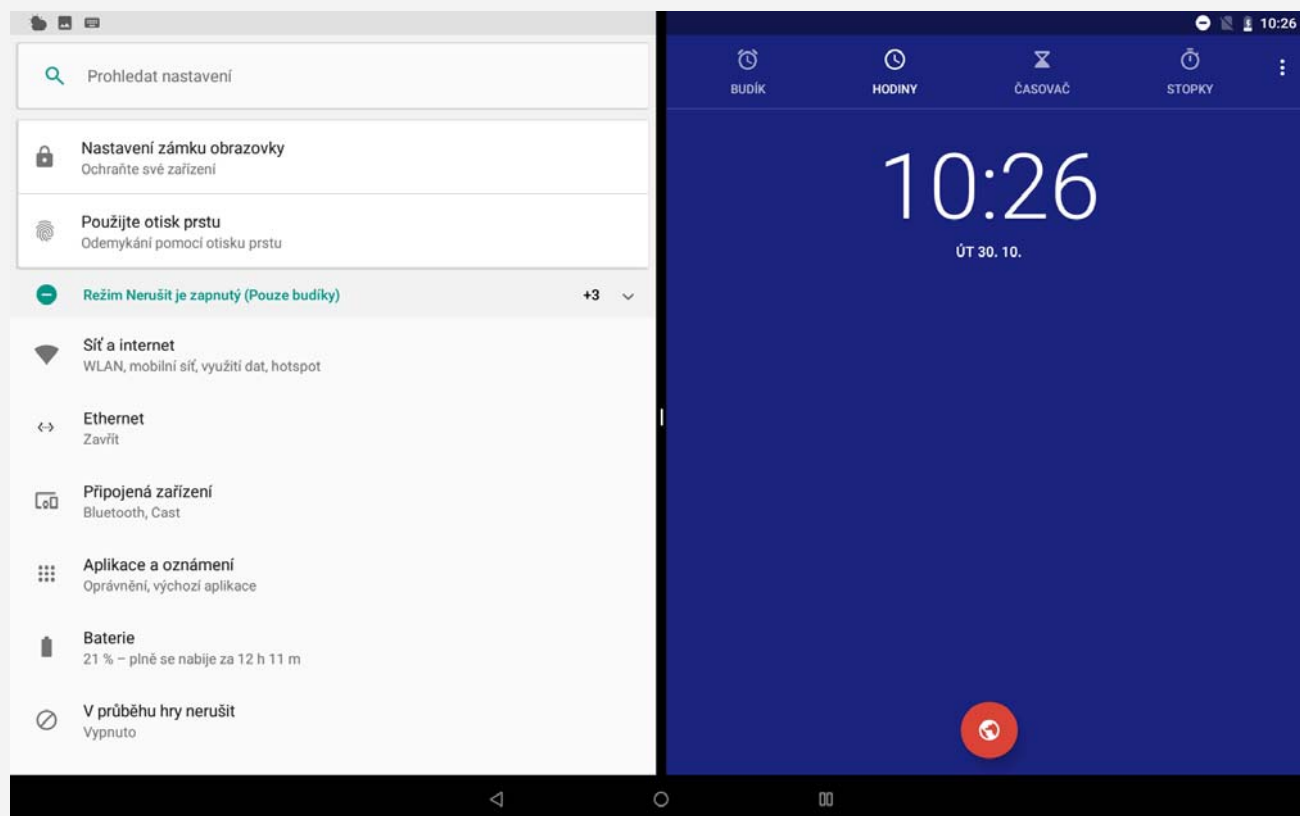 10:26
Prohledat nastavení
Nastavení zámku obrazovky
Ochraňte své zařízení
Použijte otisk prstu
Odemykání pomocí otisku prstu
Režim Nerušit je zapnutý (Pouze budíky) +3
Síť a internet
WLAN, mobilní síť, využití dat, hotspot
Ethernet
Zavřít
Připojená zařízení
Bluetooth, Cast
Aplikace a oznámení
Oprávnění, výchozí aplikace
Baterie
21 % – plně se nabije za 12 h 11 m
V průběhu hry nerušit
Vypnuto
BUDÍK HODINY ČASOVAČ STOPKY
10:26
ÚT 30. 10.